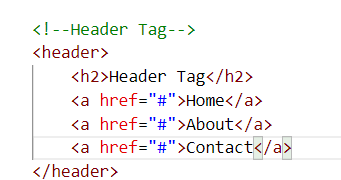 <!--Header Tag-->
<header>
<h2>Header Tag</h2>
<a href="#">Home</a>
<a href="#">About</a>
<a href="#">Contact</a>
</header>